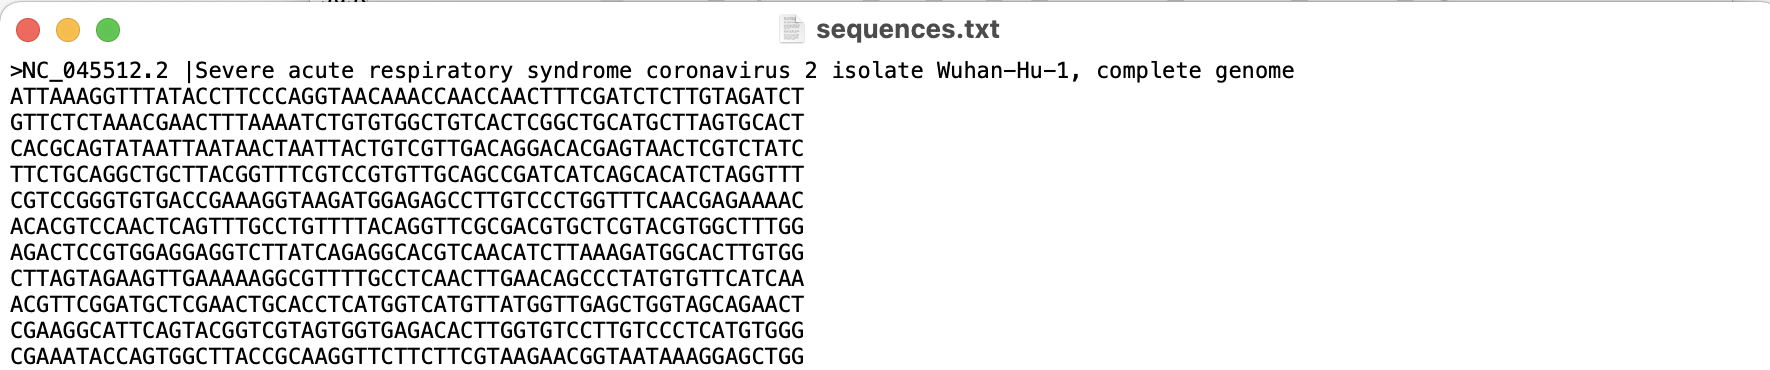 sequences.txt
>NC_045512.2 |Severe acute respiratory syndrome coronavirus 2 isolate Wuhan-Hu-1, complete genome
ATTAAAGGTTTATACCTTCCCAGGTAACAAACCAACCAACTTTCGATCTCTTGTAGATCT
GTTCTCTAAACGAACTTTAAAATCTGTGTGGCTGTCACTCGGCTGCATGCTTAGTGCACT
CACGCAGTATAATTAATAACTAATTACTGTCGTTGACAGGACACGAGTAACTCGTCTATC
TTCTGCAGGCTGCTTACGGTTTCGTCCGTGTTGCAGCCGATCATCAGCACATCTAGGTTT
CGTCCGGGTGTGACCGAAAGGTAAGATGGAGAGCCTTGTCCCTGGTTTCAACGAGAAAAC
ACACGTCCAACTCAGTTTGCCTGTTTTACAGGTTCGCGACGTGCTCGTACGTGGCTTTGG
AGACTCCGTGGAGGAGGTCTTATCAGAGGCACGTCAACATCTTAAAGATGGCACTTGTGG
CTTAGTAGAAGTTGAAAAAGGCGTTTTGCCTCAACTTGAACAGCCCTATGTGTTCATCAA
ACGTTCGGATGCTCGAACTGCACCTCATGGTCATGTTATGGTTGAGCTGGTAGCAGAACT
CGAAGGCATTCAGTACGGTCGTAGTGGTGAGACACTTGGTGTCCTTGTCCCTCATGTGGG
CGAAATACCAGTGGCTTACCGCAAGGTTCTTCTTCGTAAGAACGGTAATAAAGGAGCTGG